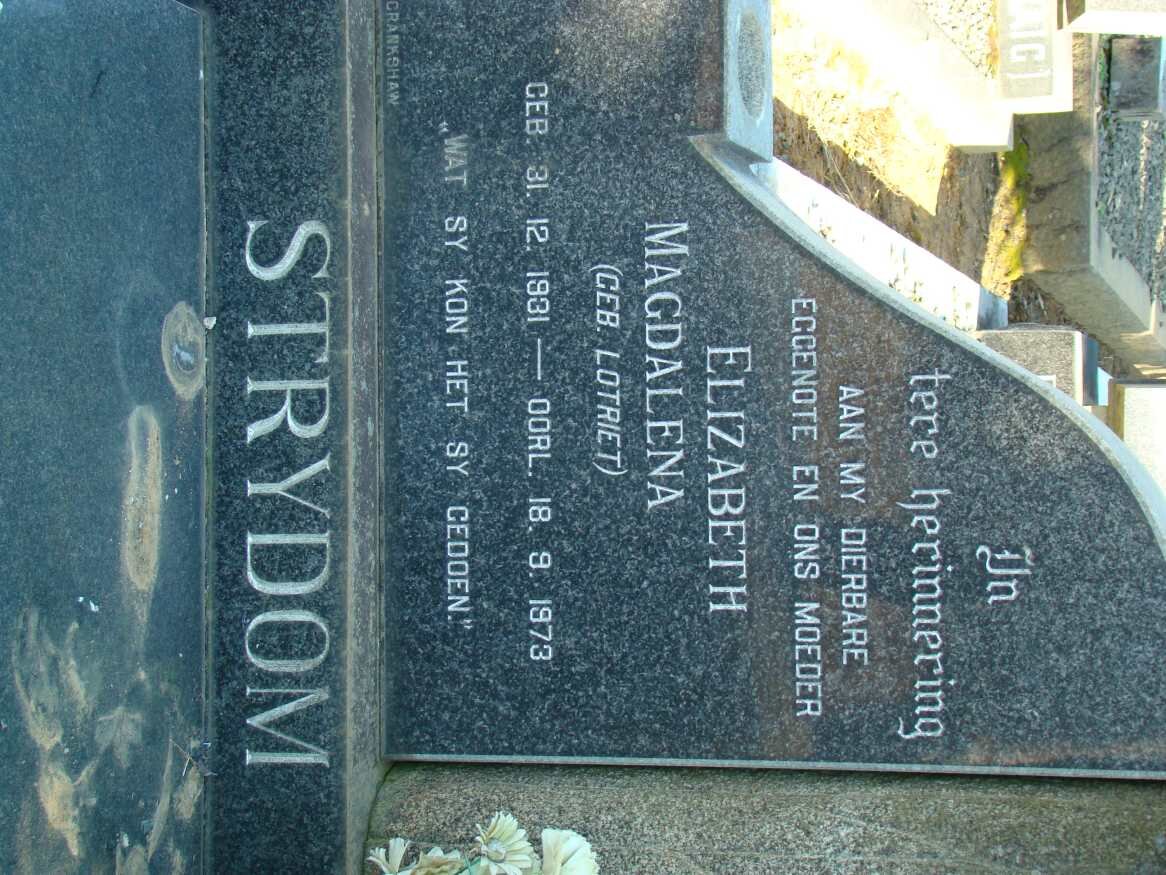 In
tere herinnering
AAN MY DIERBARE
EGGENOTE EN ONS MOEDER
ELIZABETH
MAGDALENA
(GEB. LOTRIET)
GEB. 31. 12. 1931 — OORL. 18. 9. 1973
"WAT SY KON HET SY GEDOEN."
CRANKSHAW
STRYDOM